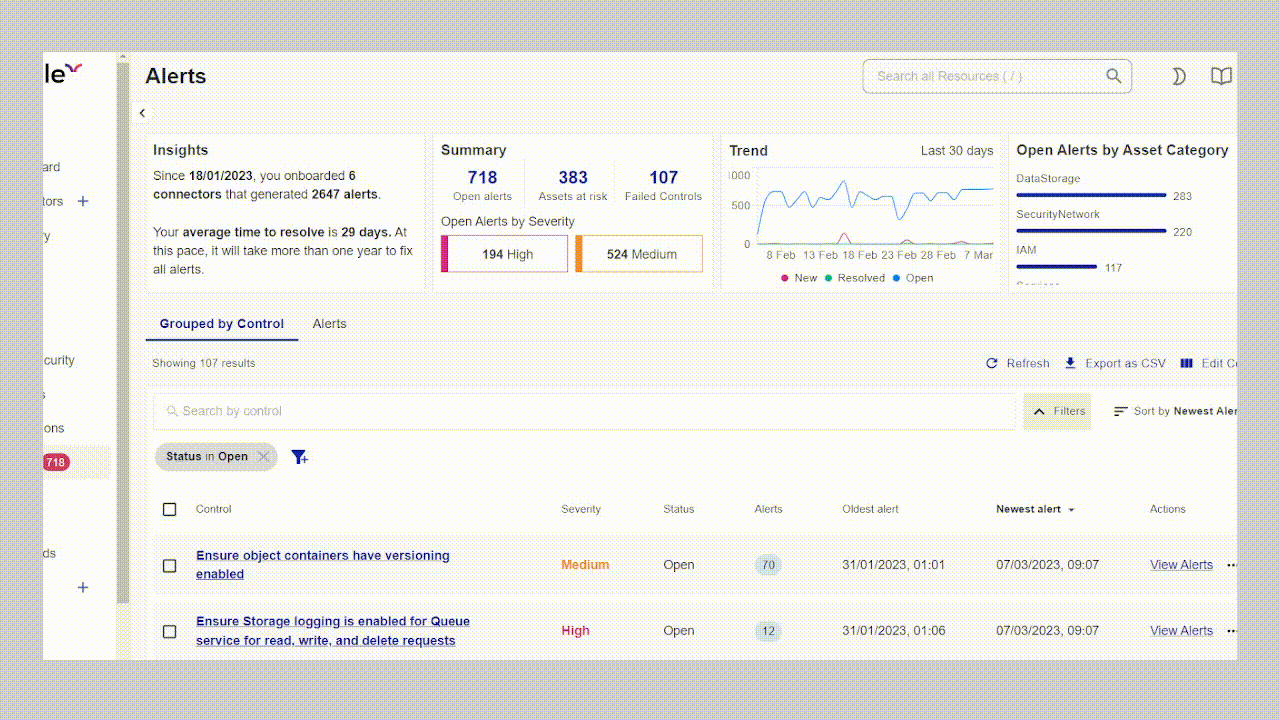 le
Alerts
Search all Resources ( / )
ard
tors +
ry
curity
s
ons
718
ds
+
Insights
Since 18/01/2023, you onboarded 6
connectors that generated 2647 alerts.
Your average time to resolve is 29 days. At
this pace, it will take more than one year to fix
all alerts.
Summary
718 383 107
Open alerts Assets at risk Failed Controls
Open Alerts by Severity
194 High 524 Medium
Trend Last 30 days
1000
500
0
8 Feb 13 Feb 18 Feb 23 Feb 28 Feb 7 Mar
New Resolved Open
Open Alerts by Asset Category
DataStorage
283
SecurityNetwork
220
IAM
117
Grouped by Control Alerts
Showing 107 results
Refresh Export as CSV Edit Co
Search by control
Filters Sort by Newest Aler
Status in Open
Control Severity Status Alerts Oldest alert Newest alert Actions
Ensure object containers have versioning
enabled
Medium Open 70 31/01/2023, 01:01 07/03/2023, 09:07 View Alerts
Ensure Storage logging is enabled for Queue
service for read, write, and delete requests
High Open 12 31/01/2023, 01:06 07/03/2023, 09:07 View Alerts